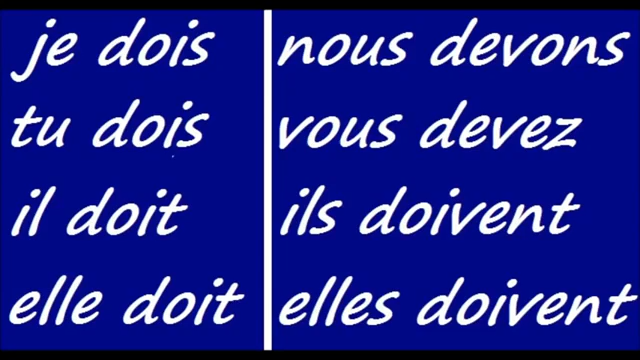 je dois
tu dois
il doit
elle doit
nous devons
vous devez
ils doivent
elles doivent